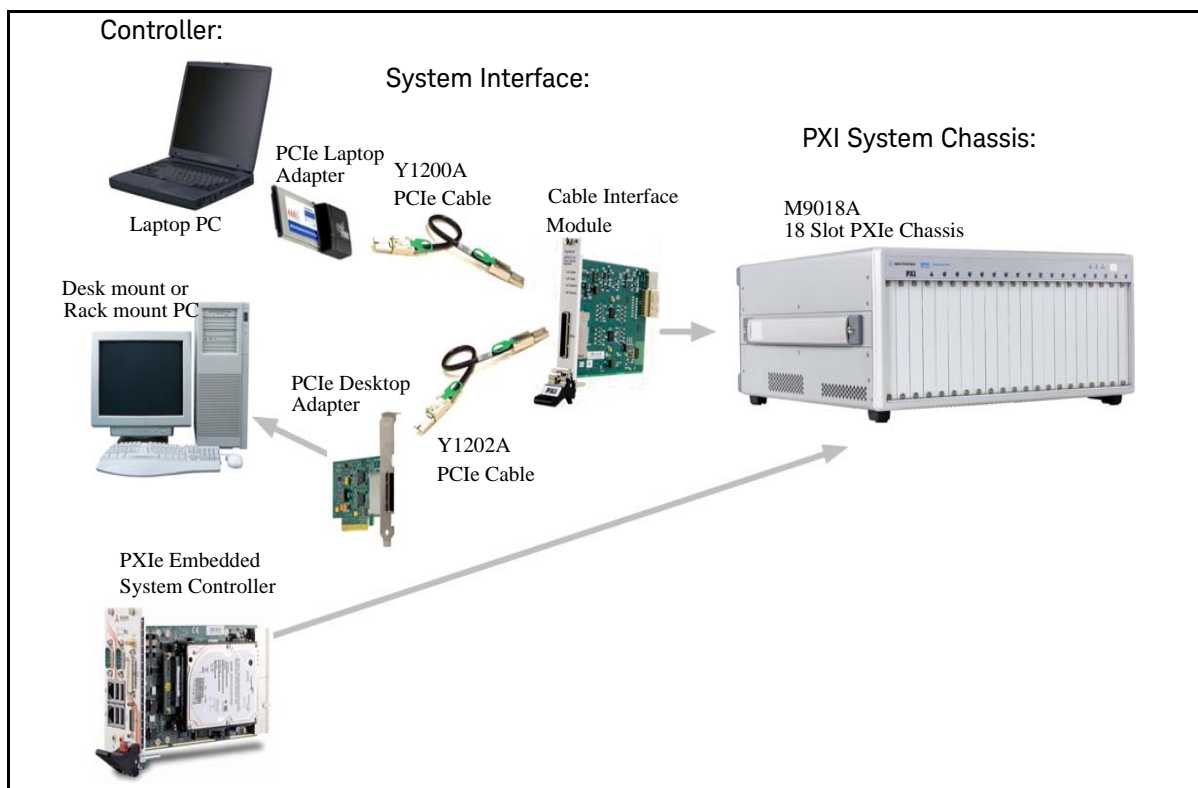 Controller:
System Interface:
PXI System Chassis:
PCIe Laptop
Adapter
Y1200A
PCIe Cable
Cable Interface
Module
M9018A
18 Slot PXIe Chassis
Laptop PC
PXI
Desk mount or
Rack mount PC
PCIe Desktop
Adapter
PXI
Y1202A
PCIe Cable
PXIe Embedded
System Controller